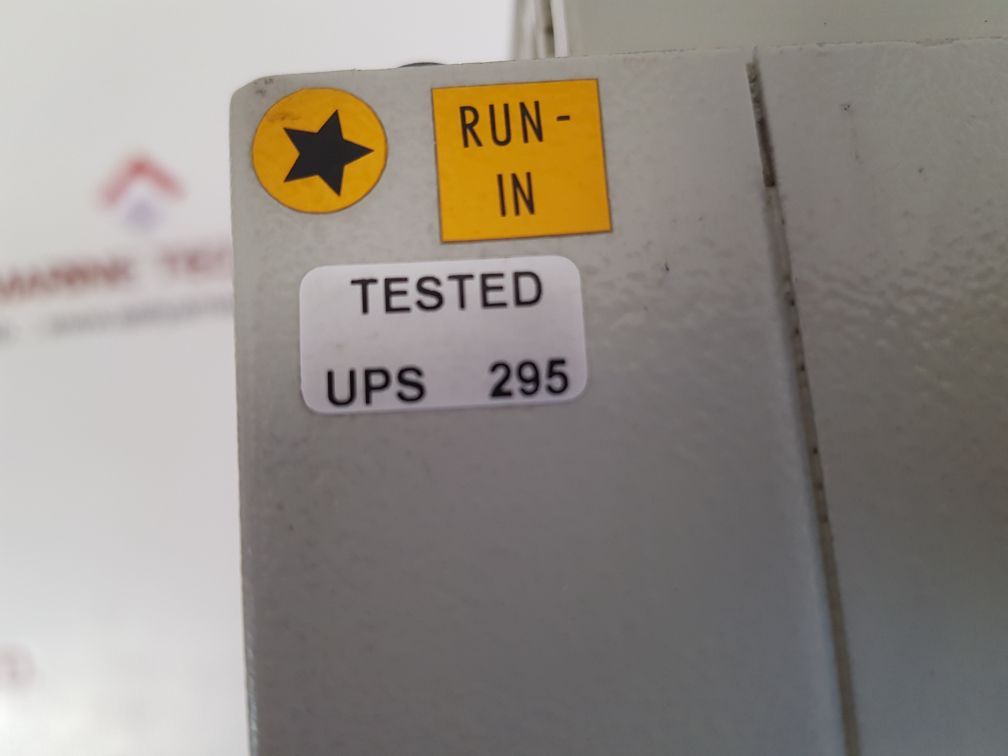 RUN-
IN
TESTED
UPS 295